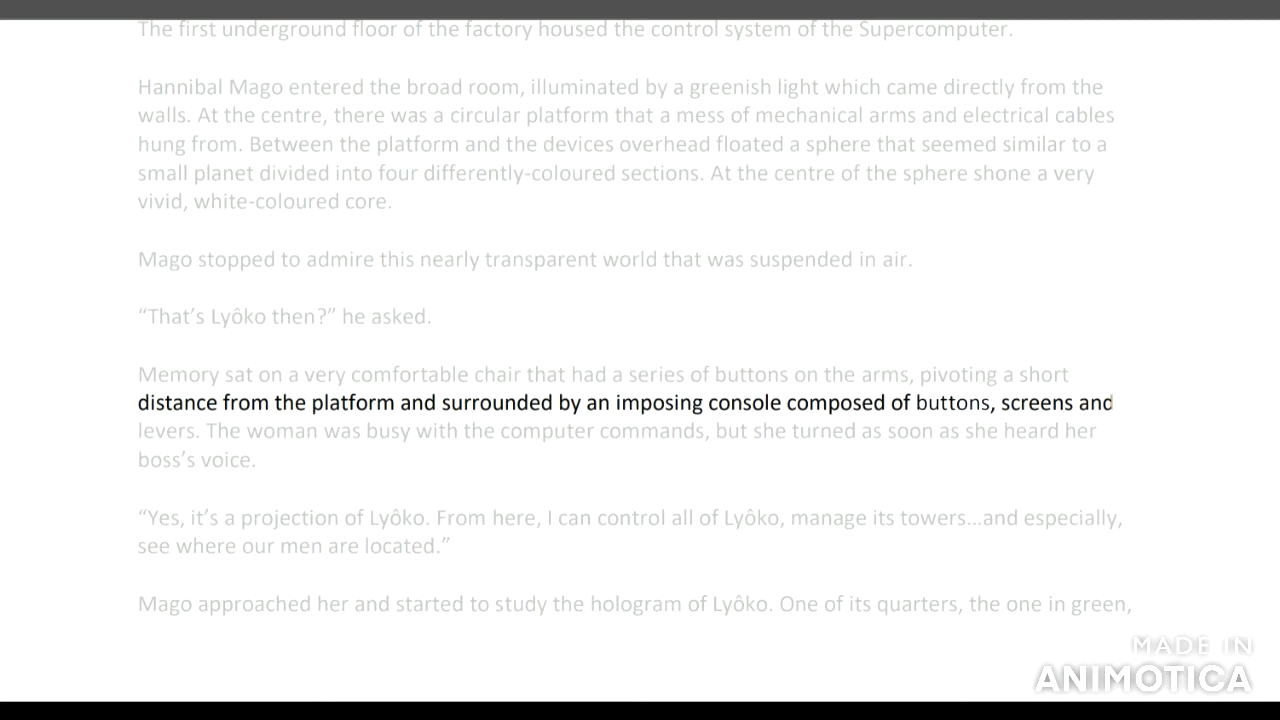 The first underground floor of the factory housed the control system of the Supercomputer.
Hannibal Mago entered the broad room, illuminated by a greenish light which came directly from the
walls. At the centre, there was a circular platform that a mess of mechanical arms and electrical cables
hung from. Between the platform and the devices overhead floated a sphere that seemed similar to a
small planet divided into four differently-coloured sections. At the centre of the sphere shone a very
vivid, white-coloured core.
Mago stopped to admire this nearly transparent world that was suspended in air.
“That’s Lyôko then?” he asked.
Memory sat on a very comfortable chair that had a series of buttons on the arms, pivoting a short
distance from the platform and surrounded by an imposing console composed of buttons, screens and
levers. The woman was busy with the computer commands, but she turned as soon as she heard her
boss’s voice.
“Yes, it’s a projection of Lyôko. From here, I can control all of Lyôko, manage its towers…and especially,
see where our men are located.”
Mago approached her and started to study the hologram of Lyôko. One of its quarters, the one in green,
MADE IN
ANIMOTICA